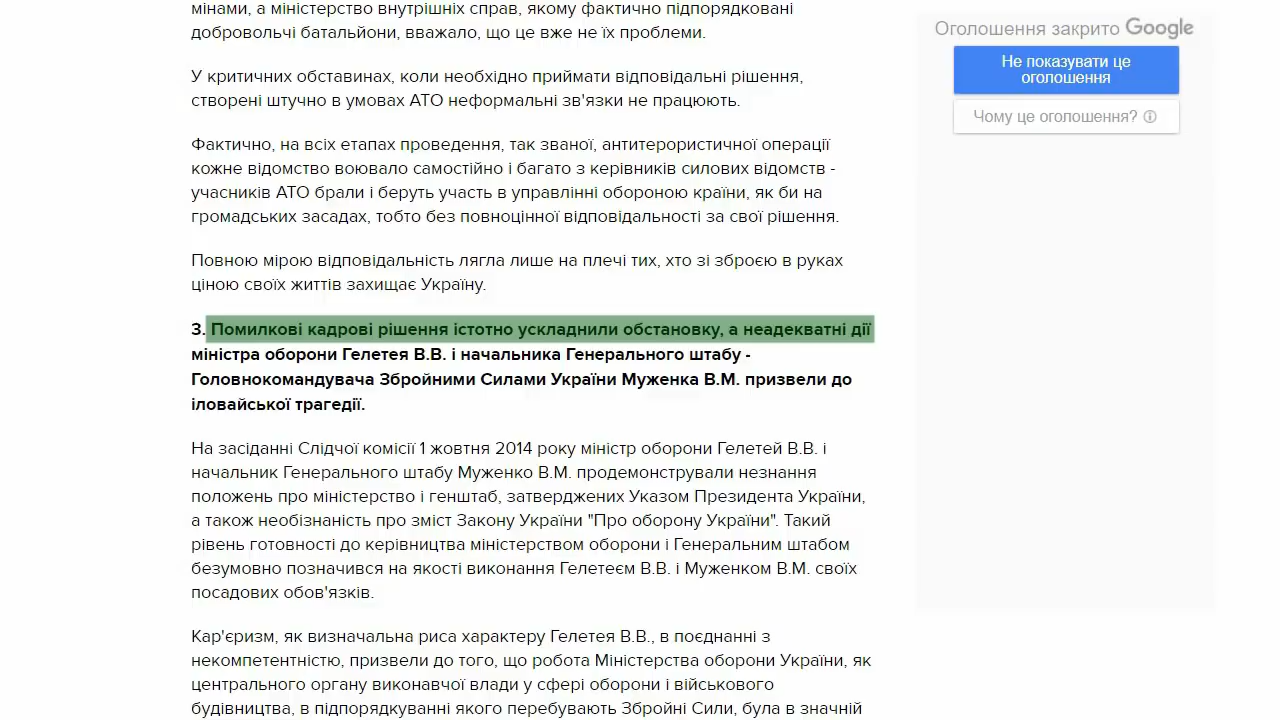 мінами, а міністерство внутрішніх справ, якому фактично підпорядковані
добровольчі батальйони, вважало, що це вже не їх проблеми.
У критичних обставинах, коли необхідно приймати відповідальні рішення,
створені штучно в умовах АТО неформальні зв'язки не працюють.
Фактично, на всіх етапах проведення, так званої, антитерористичної операції
кожне відомство воювало самостійно і багато з керівників силових відомств -
учасників АТО брали і беруть участь в управлінні обороною країни, як би на
громадських засадах, тобто без повноцінної відповідальності за свої рішення.
Повною мірою відповідальність лягла лише на плечі тих, хто зі зброєю в руках
ціною своїх життів захищає Україну.
3. Помилкові кадрові рішення істотно ускладнили обстановку, а неадекватні дії
міністра оборони Гелетея В.В. і начальника Генерального штабу -
Головнокомандувача Збройними Силами України Муженка В.М. призвели до
іловайської трагедії.
На засіданні Слідчої комісії 1 жовтня 2014 року міністр оборони Гелетей В.В. і
начальник Генерального штабу Муженко В.М. продемонстрували незнання
положень про міністерство і генштаб, затверджених Указом Президента України,
а також необізнаність про зміст Закону України "Про оборону України". Такий
рівень готовності до керівництва міністерством оборони і Генеральним штабом
безумовно позначився на якості виконання Гелетеєм В.В. і Муженком В.М. своїх
посадових обов'язків.
Кар'єризм, як визначальна риса характеру Гелетея В.В., в поєднанні з
некомпетентністю, призвели до того, що робота Міністерства оборони України, як
центрального органу виконавчої влади у сфері оборони і військового
будівництва, в підпорядкуванні якого перебувають Збройні Сили, була в значній
Оголошення закрито Google
Не показувати це
оголошення
Чому це оголошення?